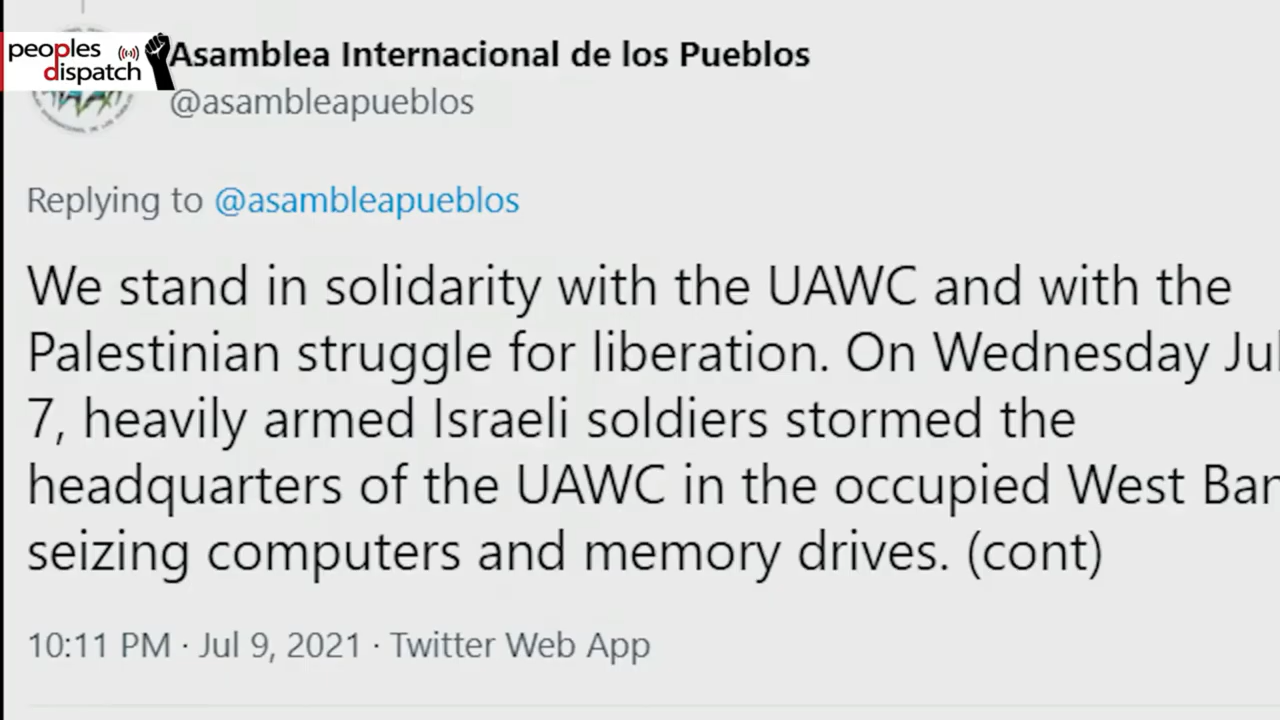 peoples
dispatch
Asamblea Internacional de los Pueblos
@asambleapueblos
Replying to @asambleapueblos
We stand in solidarity with the UAWC and with the
Palestinian struggle for liberation. On Wednesday
7, heavily armed Israeli soldiers stormed the
headquarters of the UAWC in the occupied West
seizing computers and memory drives. (cont)
10:11 PM · Jul 9, 2021 · Twitter Web App